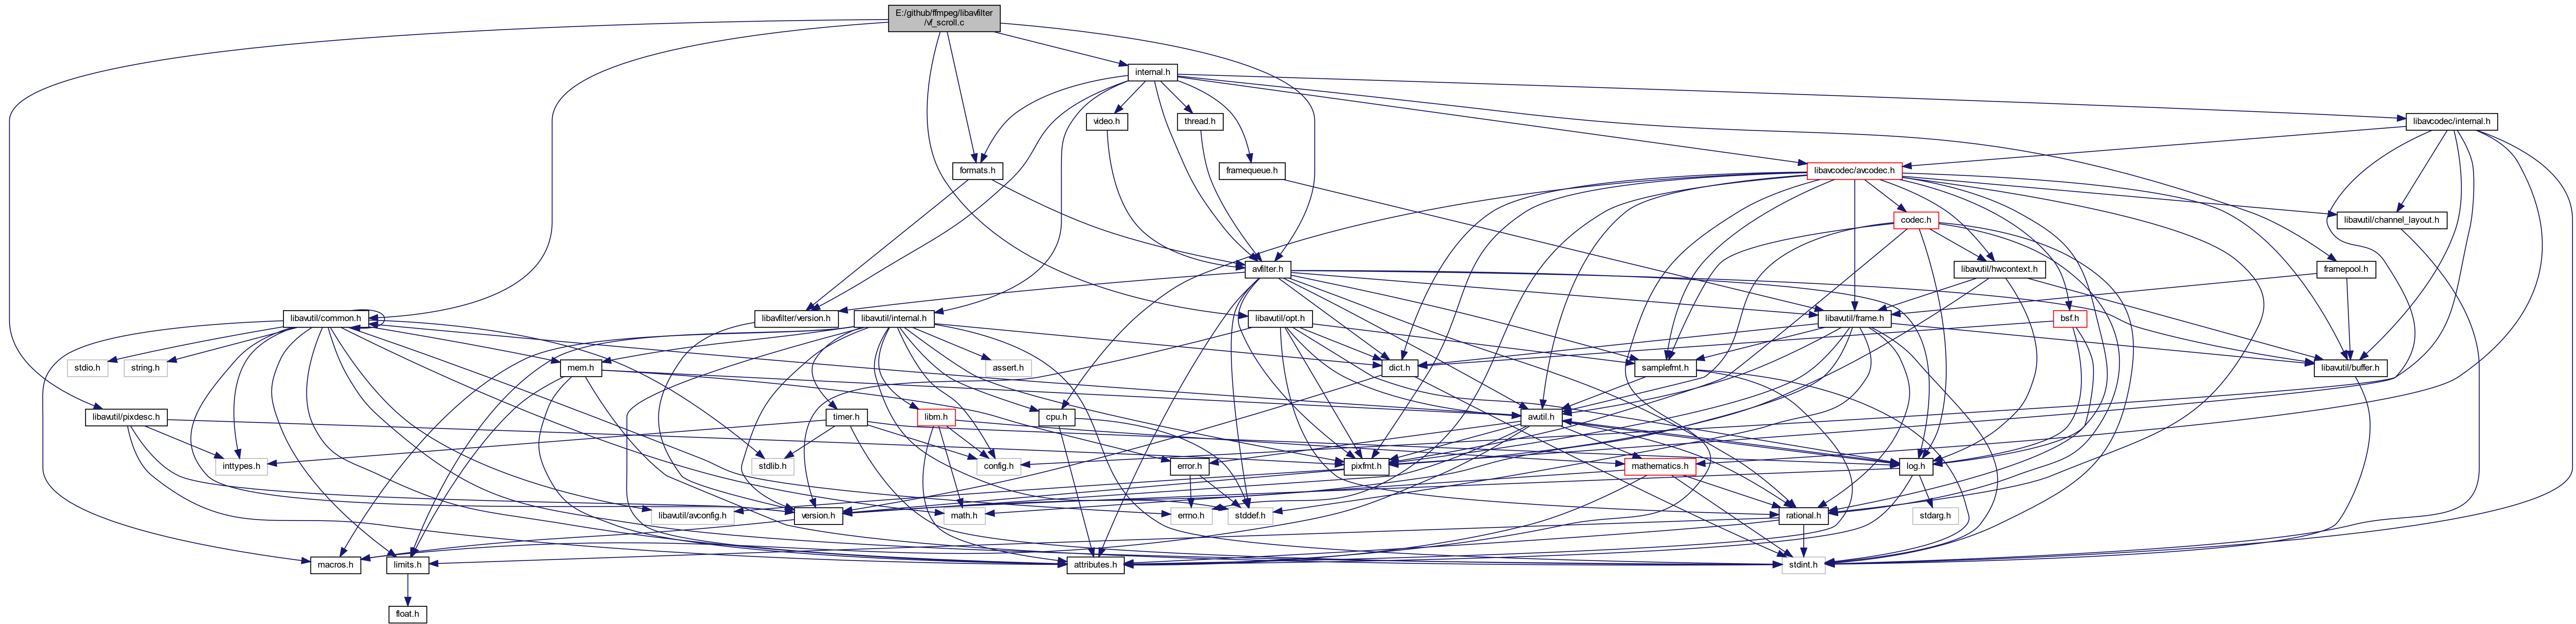 E:/github/ffmpeg/libavfilter
/vf_scroll.c
internal.h
video.h
thread.h
libavcodec/internal.h
formats.h
framequeue.h
libavcodec/avcodec.h
codec.h
libavutil/channel_layout.h
avfilter.h
libavutil/hwcontext.h
framepool.h
libavutil/common.h
libavfilter/version.h
libavutil/internal.h
libavutil/opt.h
libavutil/frame.h
bsf.h
stdio.h
string.h
mem.h
assert.h
dict.h
samplefmt.h
libavutil/buffer.h
libavutil/pixdesc.h
timer.h
libm.h
cpu.h
avutil.h
inttypes.h
stdlib.h
config.h
error.h
pixfmt.h
mathematics.h
log.h
libavutil/avconfig.h
version.h
math.h
errno.h
stddef.h
rational.h
stdarg.h
macros.h
limits.h
attributes.h
stdint.h
float.h